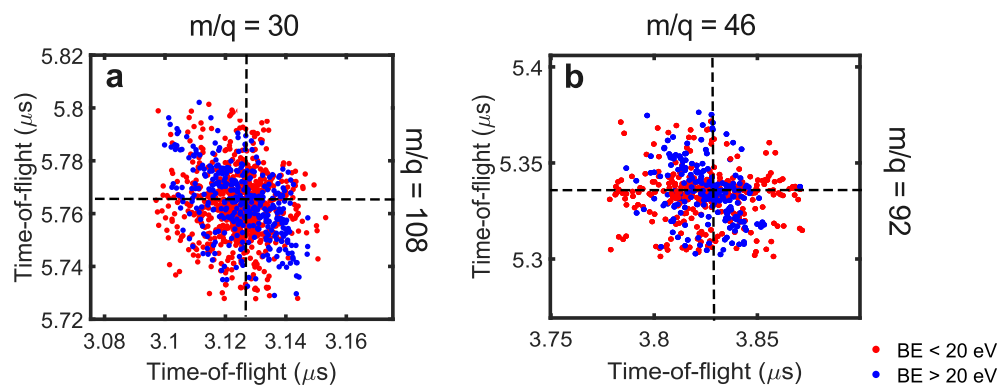 m/q = 30
a
5.82
5.8
5.78
5.76
5.74
5.72
Time-of-flight (μs)
3.08
3.1
3.12
3.14
3.16
Time-of-flight (μs)
m/q = 108
m/q = 46
b
5.4
5.35
5.3
Time-of-flight (μs)
3.75
3.8
3.85
Time-of-flight (μs)
m/q = 92
BE < 20 eV
BE > 20 eV